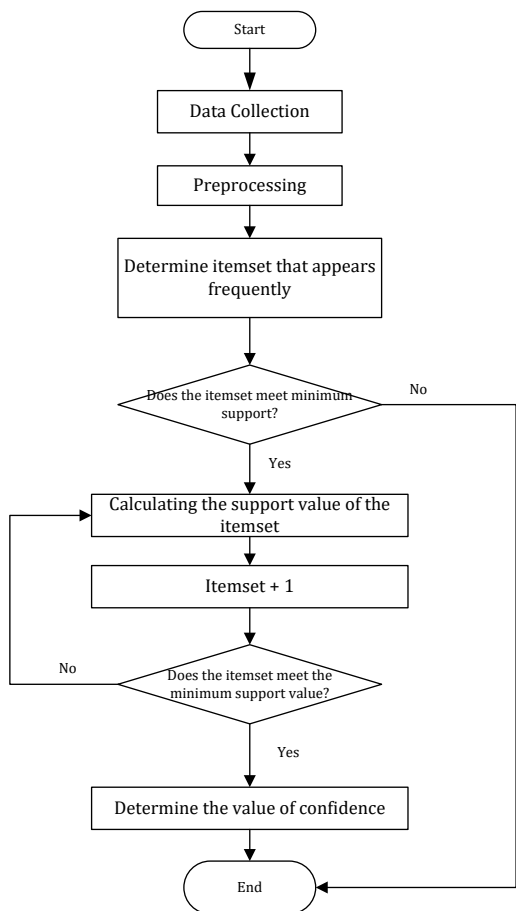 Start
Data Collection
Preprocessing
Determine itemset that appears
frequently
Does the itemset meet minimum
support?
No
Yes
Calculating the support value of the
itemset
Itemset + 1
No
Does the itemset meet the
minimum support value?
Yes
Determine the value of confidence
End